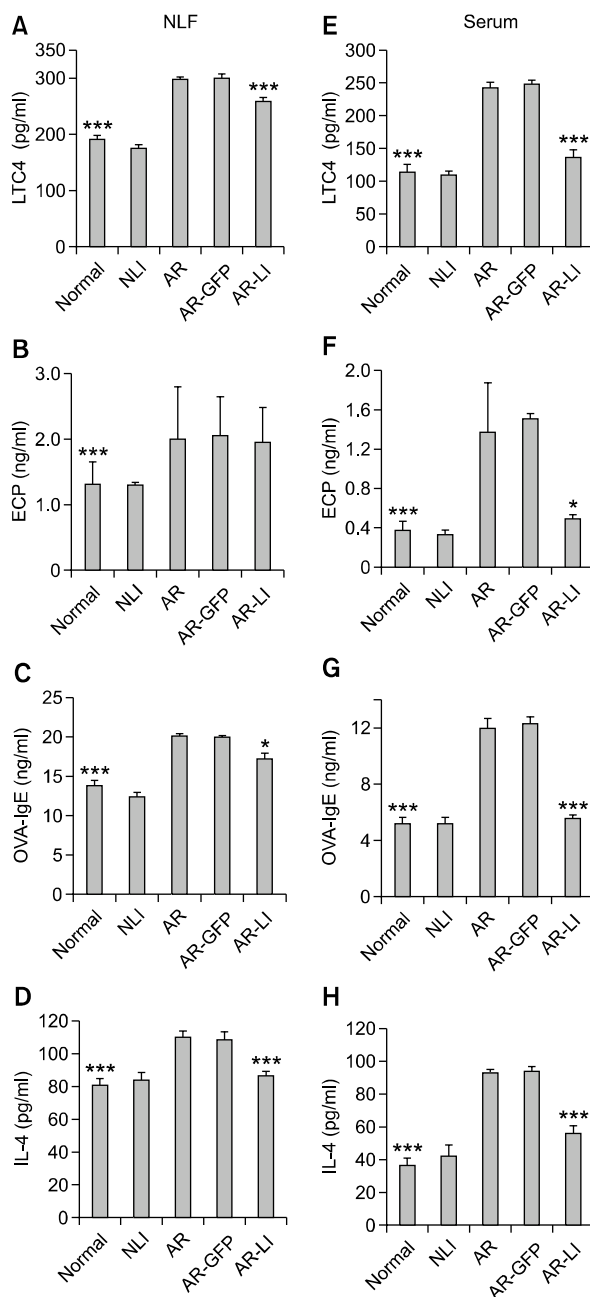 NLF
A
LTC4 (pg/ml)
400
300
200
100
0
***
***
Normal
NLI
AR
AR-GFP
AR-LI
Serum
E
LTC4 (pg/ml)
300
250
200
150
100
50
0
***
***
Normal
NLI
AR
AR-GFP
AR-LI
B
ECP (ng/ml)
3.0
2.0
1.0
0
***
Normal
NLI
AR
AR-GFP
AR-LI
F
ECP (ng/ml)
2.0
1.6
1.2
0.8
0.4
0
***
*
Normal
NLI
AR
AR-GFP
AR-LI
C
OVA-IgE (ng/ml)
25
20
15
10
5
0
***
*
Normal
NLI
AR
AR-GFP
AR-LI
G
OVA-IgE (ng/ml)
12
8
4
0
***
***
Normal
NLI
AR
AR-GFP
AR-LI
D
IL-4 (pg/ml)
120
100
80
60
40
20
0
***
***
Normal
NLI
AR
AR-GFP
AR-LI
H
IL-4 (pg/ml)
120
100
80
60
40
20
0
***
***
Normal
NLI
AR
AR-GFP
AR-LI